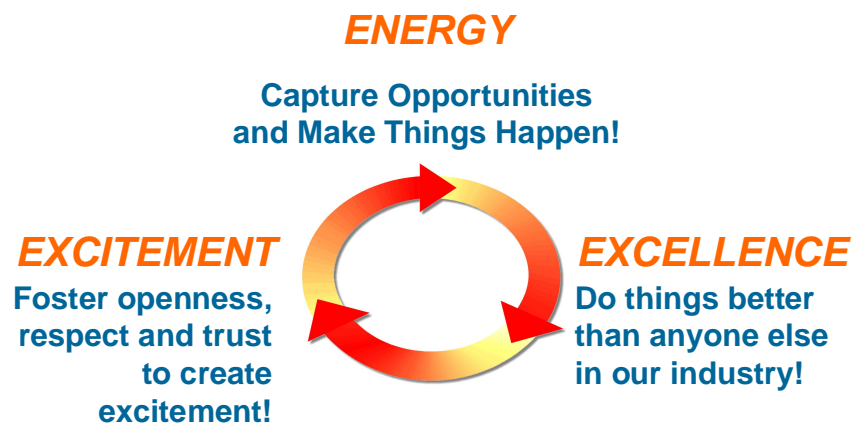 ENERGY
Capture Opportunities
and Make Things Happen!
EXCITEMENT
Foster openness,
respect and trust
to create
excitement!
EXCELLENCE
Do things better
than anyone else
in our industry!